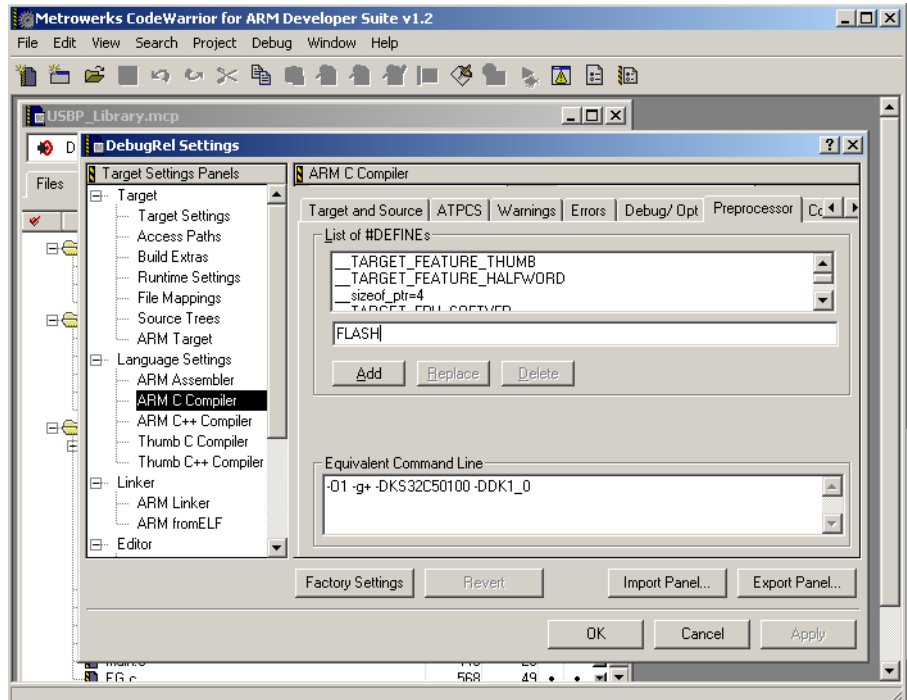 Metrowerks CodeWarrior for ARM Developer Suite v1.2
File Edit View Search Project Debug Window Help
USBP_Library.mcp
D
DebugRel Settings
Files
Target Settings Panels
Target
Target Settings
Access Paths
Build Extras
Runtime Settings
File Mappings
Source Trees
ARM Target
Language Settings
ARM Assembler
ARM C Compiler
ARM C++ Compiler
Thumb C Compiler
Thumb C++ Compiler
Linker
ARM Linker
ARM fromELF
Editor
ARM C Compiler
Target and Source ATPCS Warnings Errors Debug/ Opt Preprocessor
List of #DEFINEs
__TARGET_FEATURE_THUMB
__TARGET_FEATURE_HALFWORD
__sizeof_ptr=4
FLASH
Add Replace Delete
Equivalent Command Line
-O1 -g+ -DKS32C50100 -DDK1_0
Factory Settings Revert Import Panel... Export Panel...
OK Cancel Apply
568 49